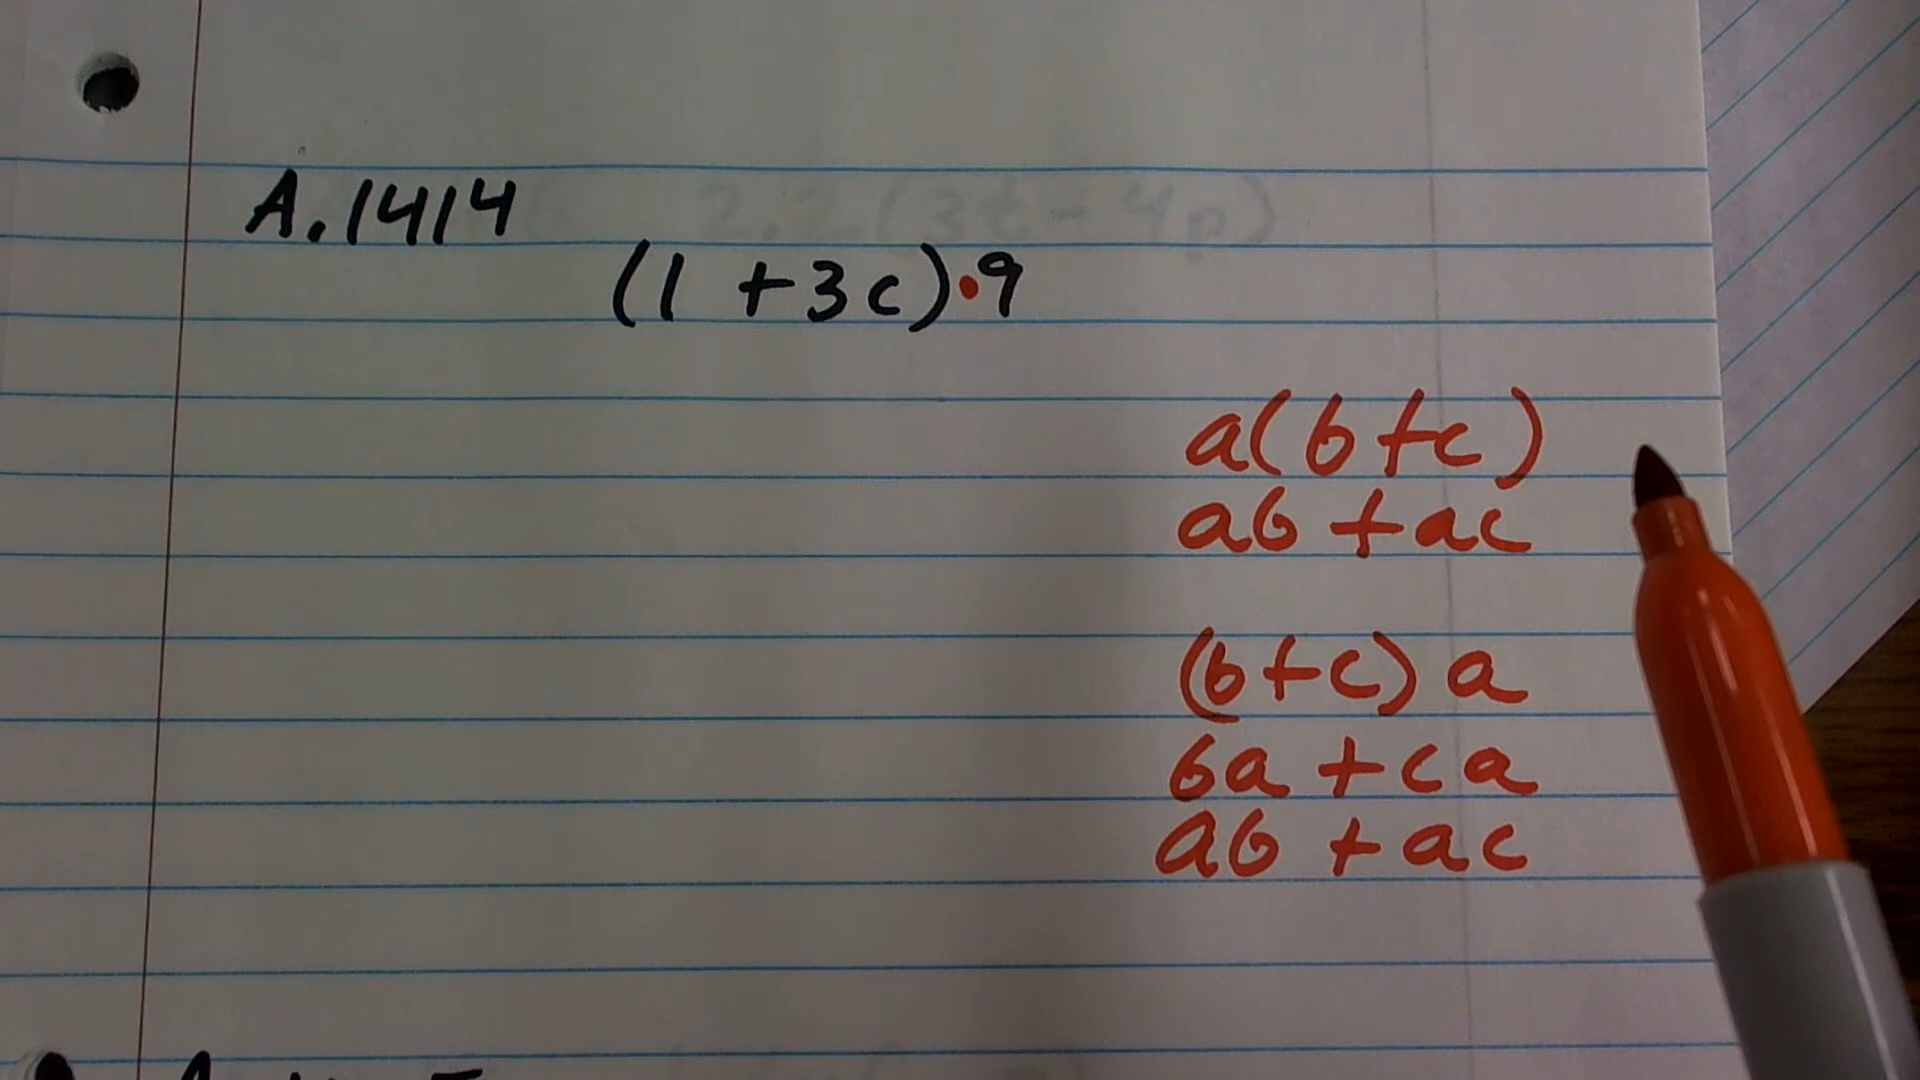 A.1414
(1 + 3c)·9
a(b+c)
ab + ac
(b+c) a
ba + ca
ab + ac